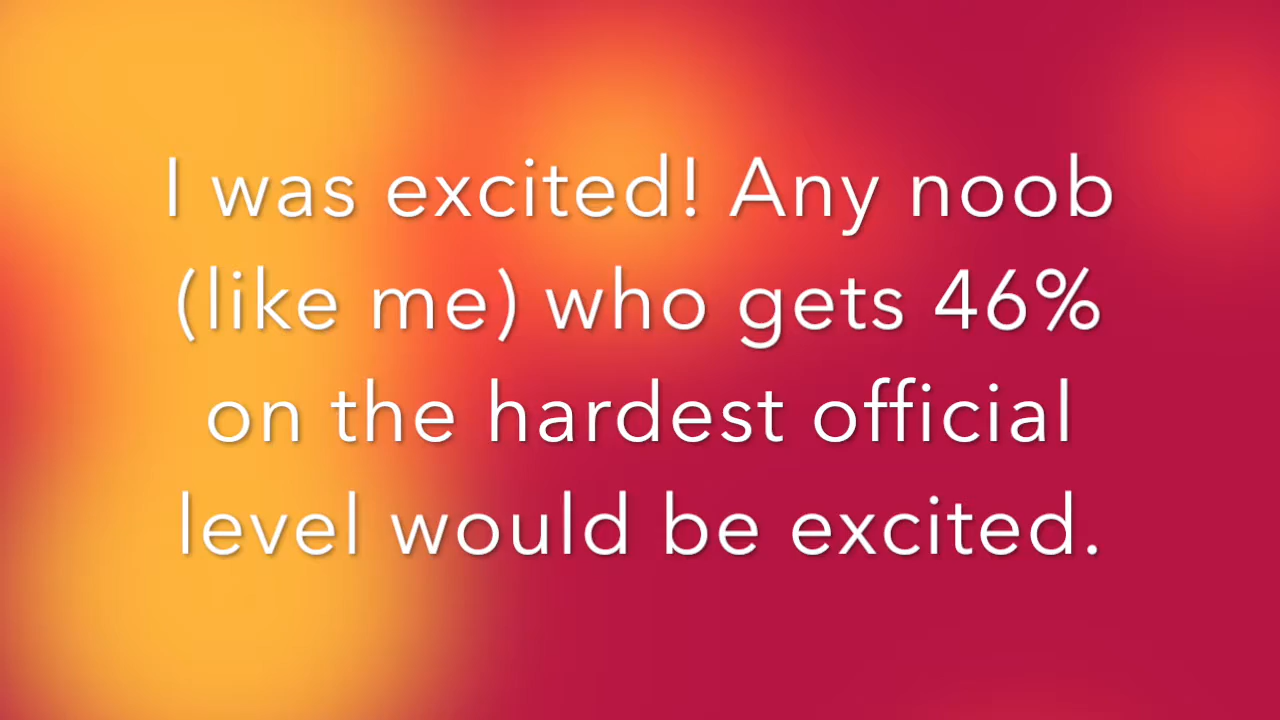 I was excited! Any noob
(like me) who gets 46%
on the hardest official
level would be excited.